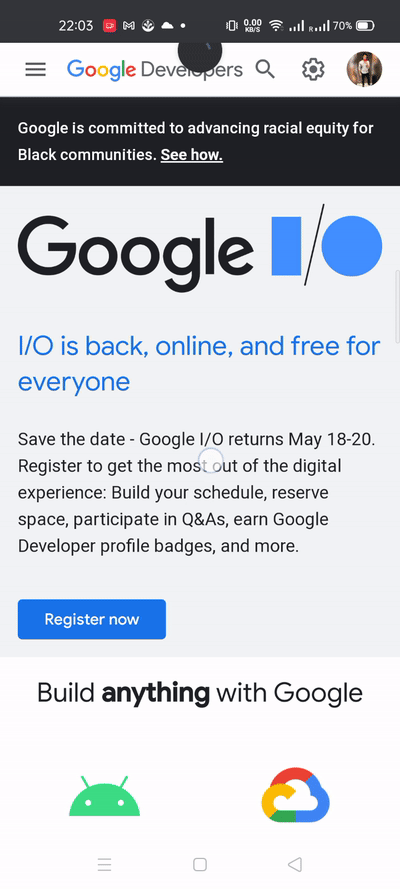 22:03
0.00
KB/S
R
70%
Google Developers
Google is committed to advancing racial equity for
Black communities. See how.
Google I/O
I/O is back, online, and free for
everyone
Save the date - Google I/O returns May 18-20.
Register to get the most out of the digital
experience: Build your schedule, reserve
space, participate in Q&As, earn Google
Developer profile badges, and more.
Register now
Build anything with Google